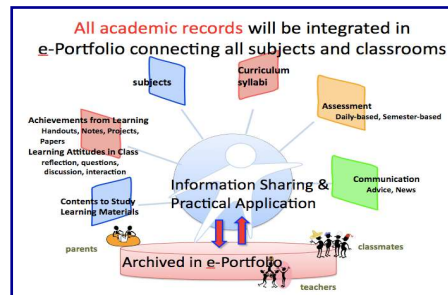 All academic records will be integrated in
e-Portfolio connecting all subjects and classrooms
subjects
Curriculum
syllabi
Assessment
Daily-based, Semester-based
Achievements from Learning
Handouts, Notes, Projects,
Papers
Learning Attitudes in Class
reflection, questions,
discussion, interaction
Contents to Study
Learning Materials
Information Sharing &
Practical Application
Communication
Advice, News
parents
classmates
Archived in e-Portfolio
teachers